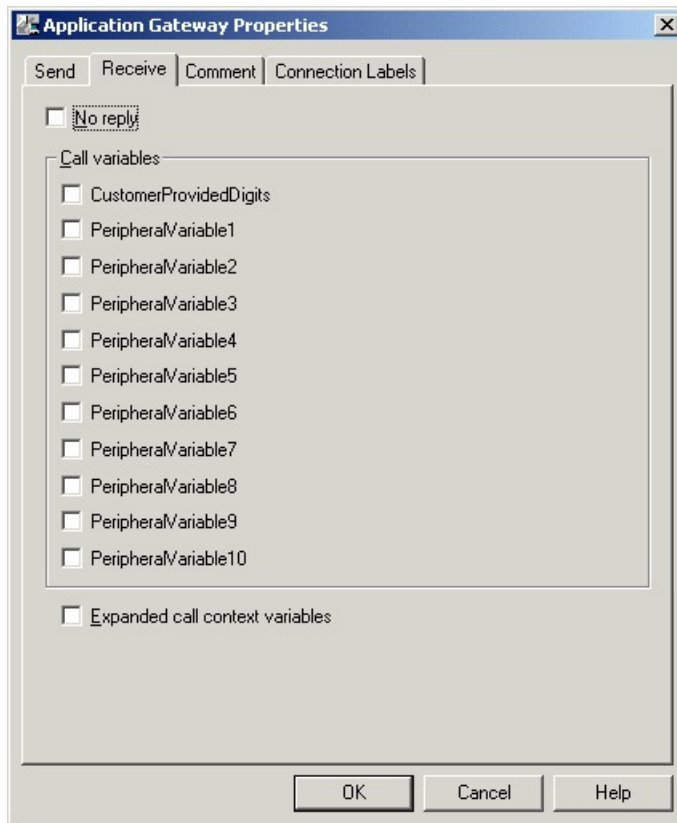 Application Gateway Properties
Send Receive Comment Connection Labels
No reply
Call variables
CustomerProvidedDigits
PeripheralVariable1
PeripheralVariable2
PeripheralVariable3
PeripheralVariable4
PeripheralVariable5
PeripheralVariable6
PeripheralVariable7
PeripheralVariable8
PeripheralVariable9
PeripheralVariable10
Expanded call context variables
OK Cancel Help